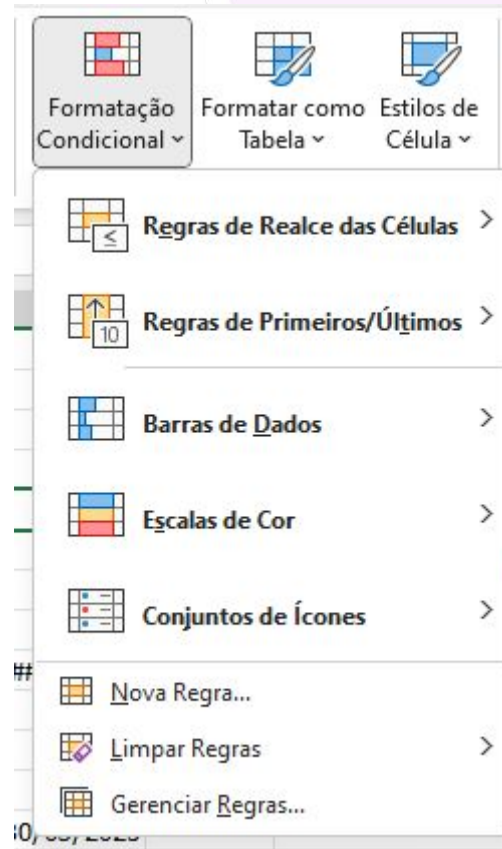 Formatação
Condicional
Formatar como
Tabela
Estilos de
Célula
≤
Regras de Realce das Células
10
Regras de Primeiros/Últimos
Barras de Dados
Escalas de Cor
Conjuntos de Ícones
##
Nova Regra...
Limpar Regras
Gerenciar Regras...